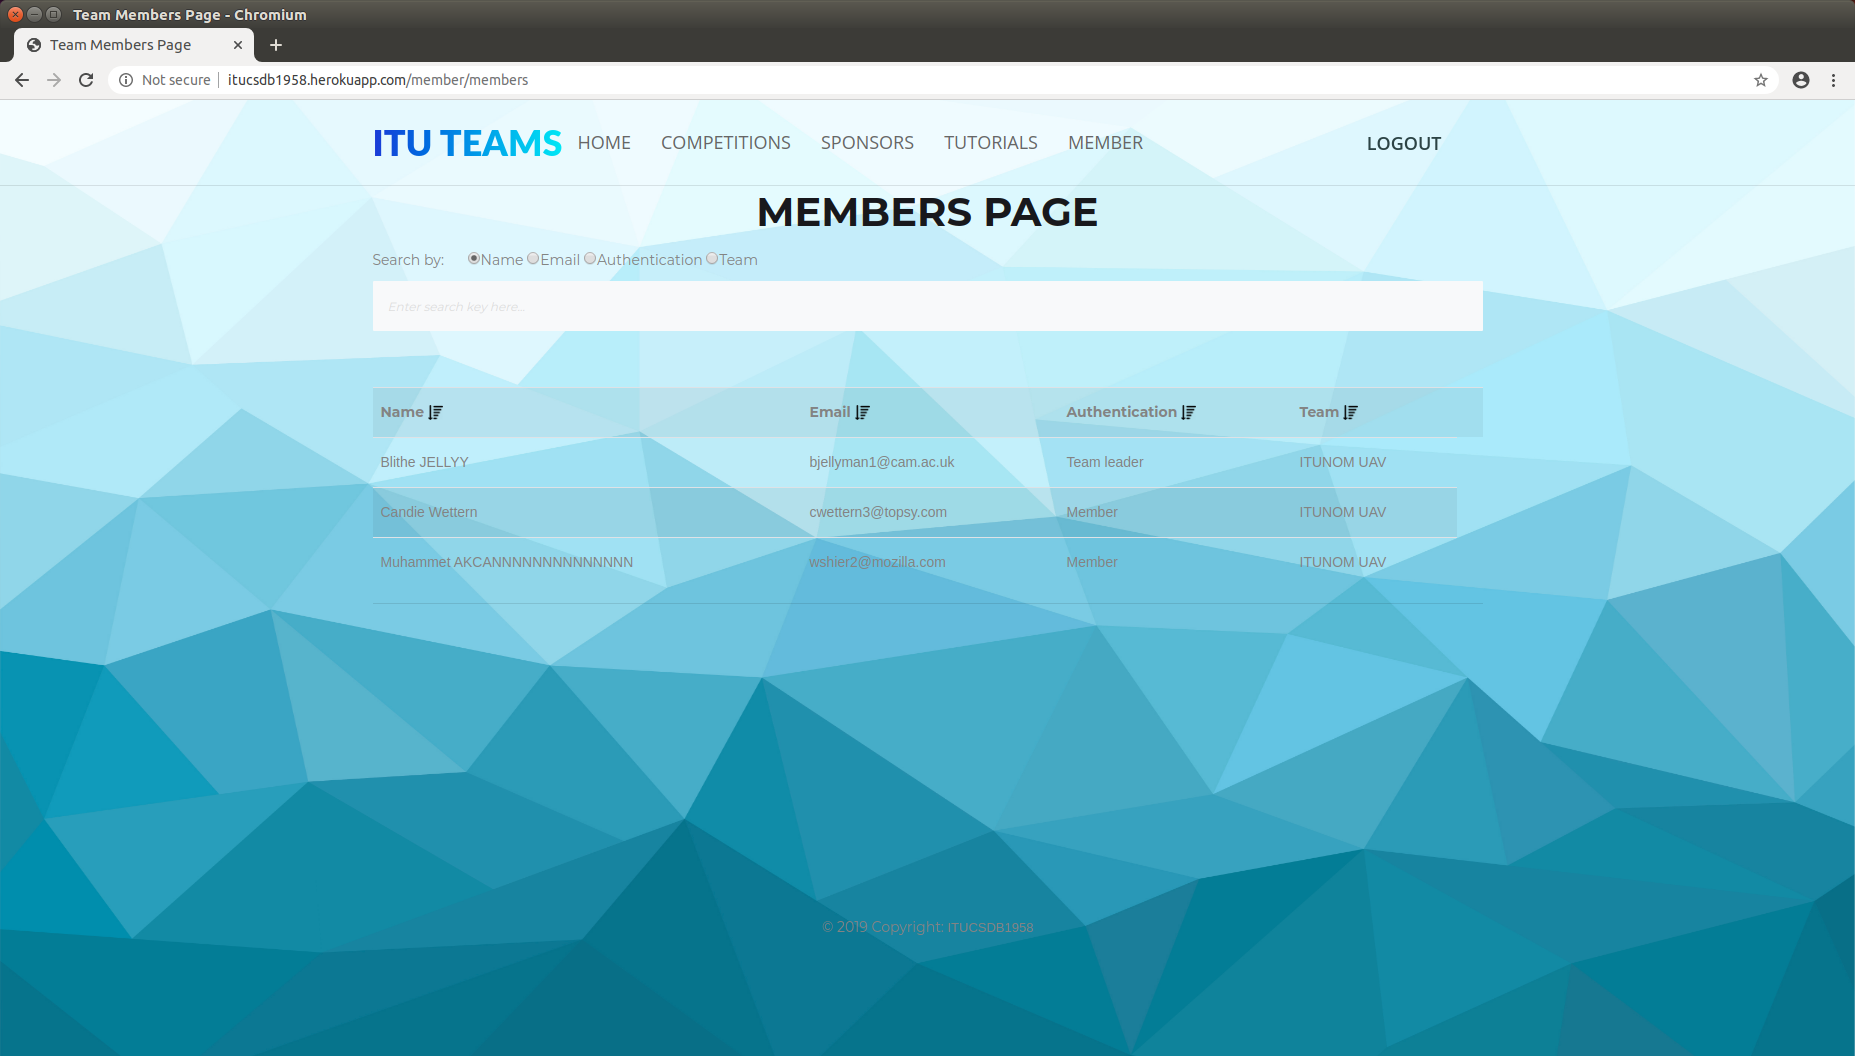 Team Members Page - Chromium
Team Members Page
Not secure | itucsdb1958.herokuapp.com/member/members
ITU TEAMS HOME COMPETITIONS SPONSORS TUTORIALS MEMBER LOGOUT
MEMBERS PAGE
Search by: Name Email Authentication Team
Enter search key here...
Name Email Authentication Team
Blithe JELLYY bjellyman1@cam.ac.uk Team leader ITUNOM UAV
Candie Wettern cwettern3@topsy.com Member ITUNOM UAV
Muhammet AKCANNNNNNNNNNNNNN wshier2@mozilla.com Member ITUNOM UAV
© 2019 Copyright: ITUCSDB1958